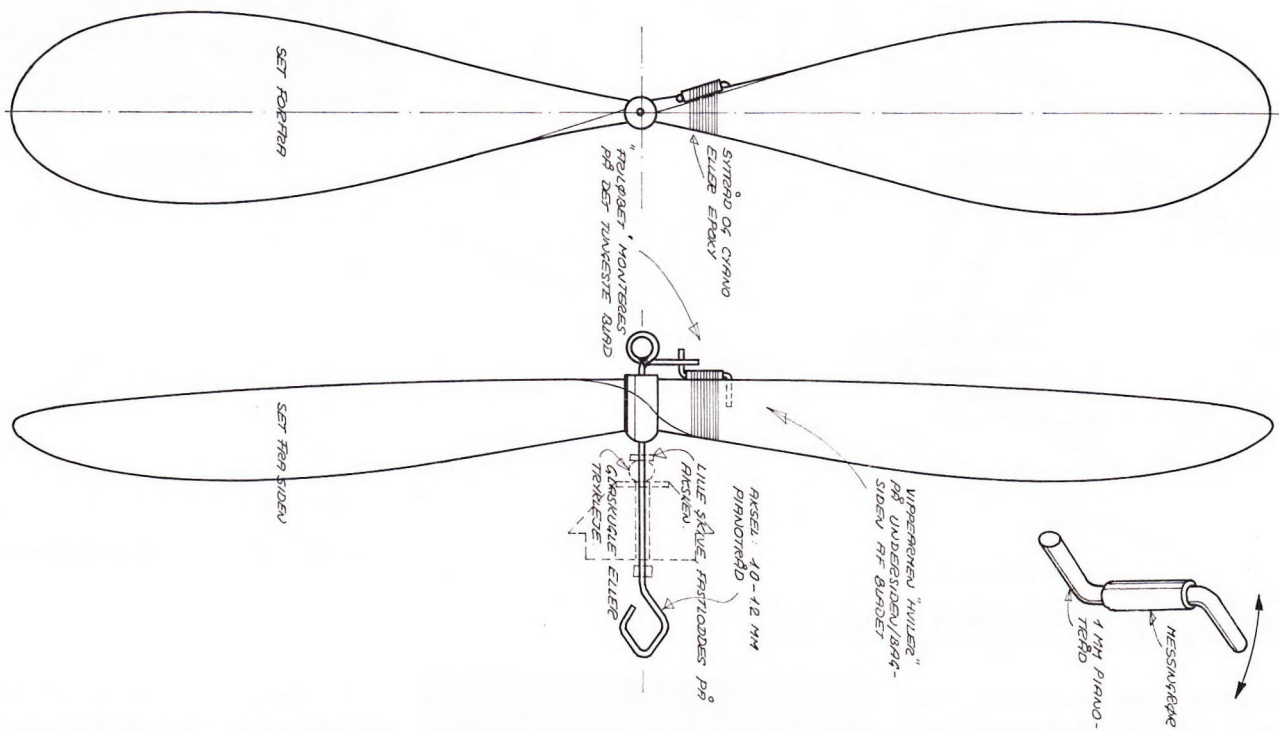 SET FORFRA
SYTRÅD OG CYANO
ELLER EPOXY
"FRILØBET" MONTERES
PÅ DET TUNGESTE BLAD
SET FRA SIDEN
LILLE SKIVE, FASTLODDES PÅ
AKSLEN.
GLASKUGLE ELLER
TRYKLEJE
AKSEL: 1,0-1,2 MM
PIANOTRÅD
VIPPEARMEN "HVILER"
PÅ UNDERSIDEN/BAG-
SIDEN AF BLADET
MESSINGRØR
1 MM PIANO-
TRÅD